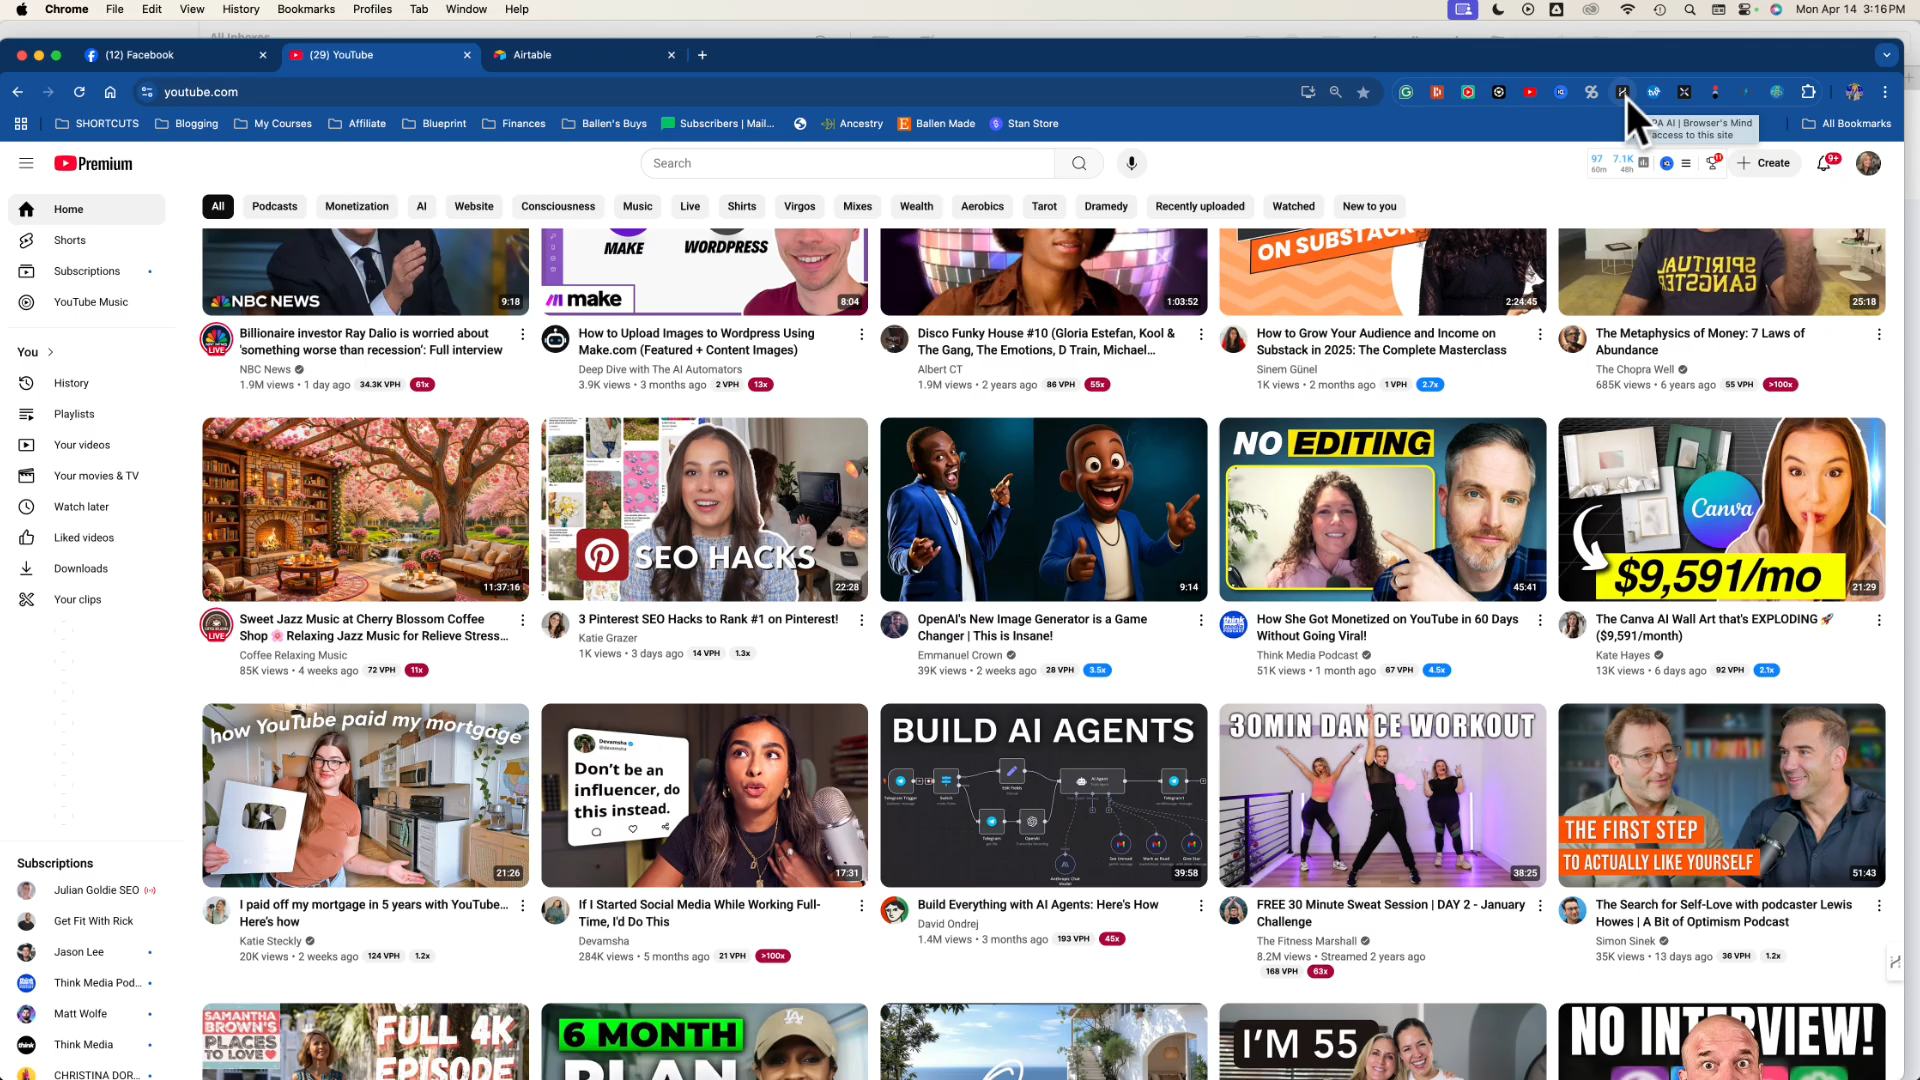 Chrome File Edit View History Bookmarks Profiles Tab Window Help
Mon Apr 14 3:16PM
All Inboxes
(12) Facebook
(29) YouTube
Airtable
youtube.com
SHORTCUTS Blogging My Courses Affiliate Blueprint Finances Ballen's Buys Subscribers | Mail... Ancestry Ballen Made Stan Store
PA AI | Browser's Mind
access to this site
All Bookmarks
Premium
Search
97 7.1K
60m 48h
11
Create
9+
Home
Shorts
Subscriptions
YouTube Music
You
History
Playlists
Your videos
Your movies & TV
Watch later
Liked videos
Downloads
Your clips
Subscriptions
Julian Goldie SEO
Get Fit With Rick
Jason Lee
Think Media Pod...
Matt Wolfe
Think Media
CHRISTINA DOR...
All Podcasts Monetization AI Website Consciousness Music Live Shirts Virgos Mixes Wealth Aerobics Tarot Dramedy Recently uploaded Watched New to you
NBC NEWS
9:18
LIVE
Billionaire investor Ray Dalio is worried about
'something worse than recession': Full interview
NBC News
1.9M views • 1 day ago 34.3K VPH 61x
MAKE WORDPRESS
make
8:04
How to Upload Images to Wordpress Using
Make.com (Featured + Content Images)
Deep Dive with The AI Automators
3.9K views • 3 months ago 2 VPH 13x
1:03:52
Disco Funky House #10 (Gloria Estefan, Kool &
The Gang, The Emotions, D Train, Michael...
Albert CT
1.9M views • 2 years ago 86 VPH 55x
ON SUBSTACK
2:24:45
How to Grow Your Audience and Income on
Substack in 2025: The Complete Masterclass
Sinem Günel
1K views • 2 months ago 1 VPH 2.7x
SPIRITUAL
GANGSTER
25:18
The Metaphysics of Money: 7 Laws of
Abundance
The Chopra Well
685K views • 6 years ago 55 VPH >100x
11:37:16
LIVE
Sweet Jazz Music at Cherry Blossom Coffee
Shop 🌸 Relaxing Jazz Music for Relieve Stress...
Coffee Relaxing Music
85K views • 4 weeks ago 72 VPH 11x
SEO HACKS
22:28
3 Pinterest SEO Hacks to Rank #1 on Pinterest!
Katie Grazer
1K views • 3 days ago 14 VPH 1.3x
9:14
OpenAI's New Image Generator is a Game
Changer | This is Insane!
Emmanuel Crown
39K views • 2 weeks ago 28 VPH 3.5x
NO EDITING
45:41
How She Got Monetized on YouTube in 60 Days
Without Going Viral!
Think Media Podcast
51K views • 1 month ago 67 VPH 4.5x
Canva
$9,591/mo
21:29
The Canva AI Wall Art that's EXPLODING 🚀
($9,591/month)
Kate Hayes
13K views • 6 days ago 92 VPH 2.1x
how YouTube paid my mortgage
21:26
I paid off my mortgage in 5 years with YouTube...
Here's how
Katie Steckly
20K views • 2 weeks ago 124 VPH 1.2x
Devamsha
Don't be an
influencer, do
this instead.
17:31
If I Started Social Media While Working Full-
Time, I'd Do This
Devamsha
284K views • 5 months ago 21 VPH >100x
BUILD AI AGENTS
Telegram Trigger
Switch
Edit Fields
AI Agent
Telegram1
Telegram
OpenAI
Anthropic Chat
Model
39:58
Build Everything with AI Agents: Here's How
David Ondrej
1.4M views • 3 months ago 193 VPH 45x
30MIN DANCE WORKOUT
38:25
FREE 30 Minute Sweat Session | DAY 2 - January
Challenge
The Fitness Marshall
8.2M views • Streamed 2 years ago
168 VPH 63x
THE FIRST STEP
TO ACTUALLY LIKE YOURSELF
51:43
The Search for Self-Love with podcaster Lewis
Howes | A Bit of Optimism Podcast
Simon Sinek
35K views • 13 days ago 36 VPH 1.2x
SAMANTHA
BROWN'S
PLACES
TO LOVE
FULL 4K
EPISODE
6 MONTH
PLAN
LA
I'M 55
NO INTERVIEW!